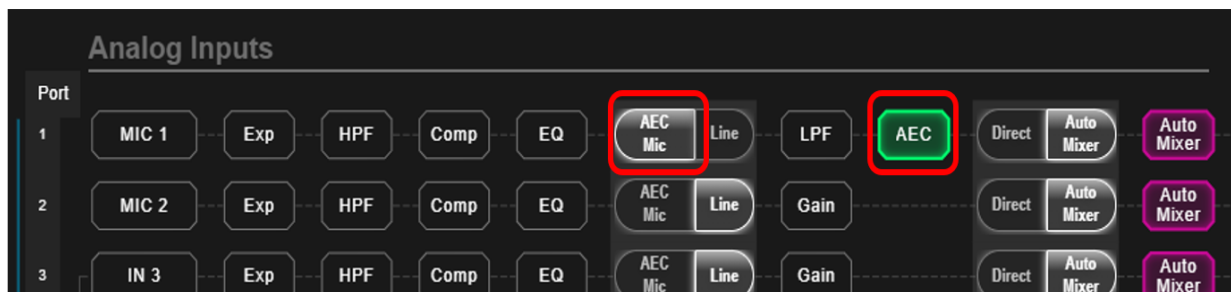 Analog Inputs
Port
1 MIC 1 Exp HPF Comp EQ AEC Mic Line LPF AEC Direct Auto Mixer Auto Mixer
2 MIC 2 Exp HPF Comp EQ AEC Mic Line Gain Direct Auto Mixer Auto Mixer
3 IN 3 Exp HPF Comp EQ AEC Mic Line Gain Direct Auto Mixer Auto Mixer